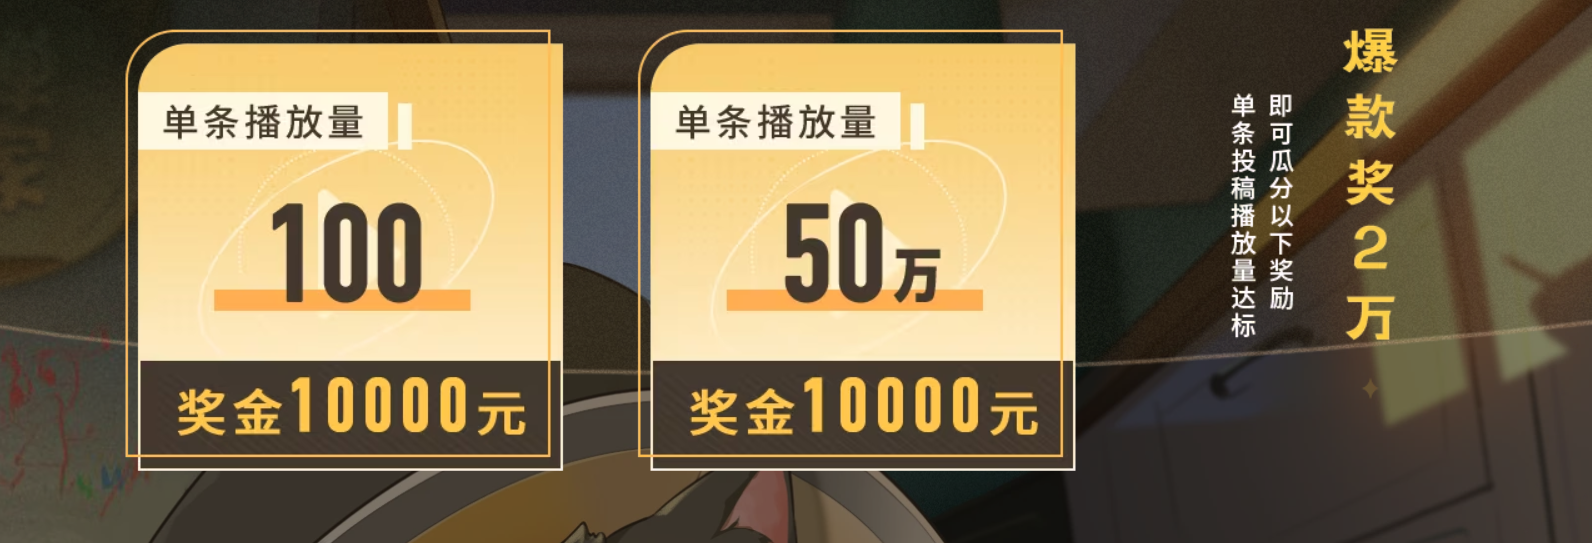 单条播放量
100
奖金10000元
单条播放量
50万
奖金10000元
爆款奖2万
即可瓜分以下奖励
单条投稿播放量达标